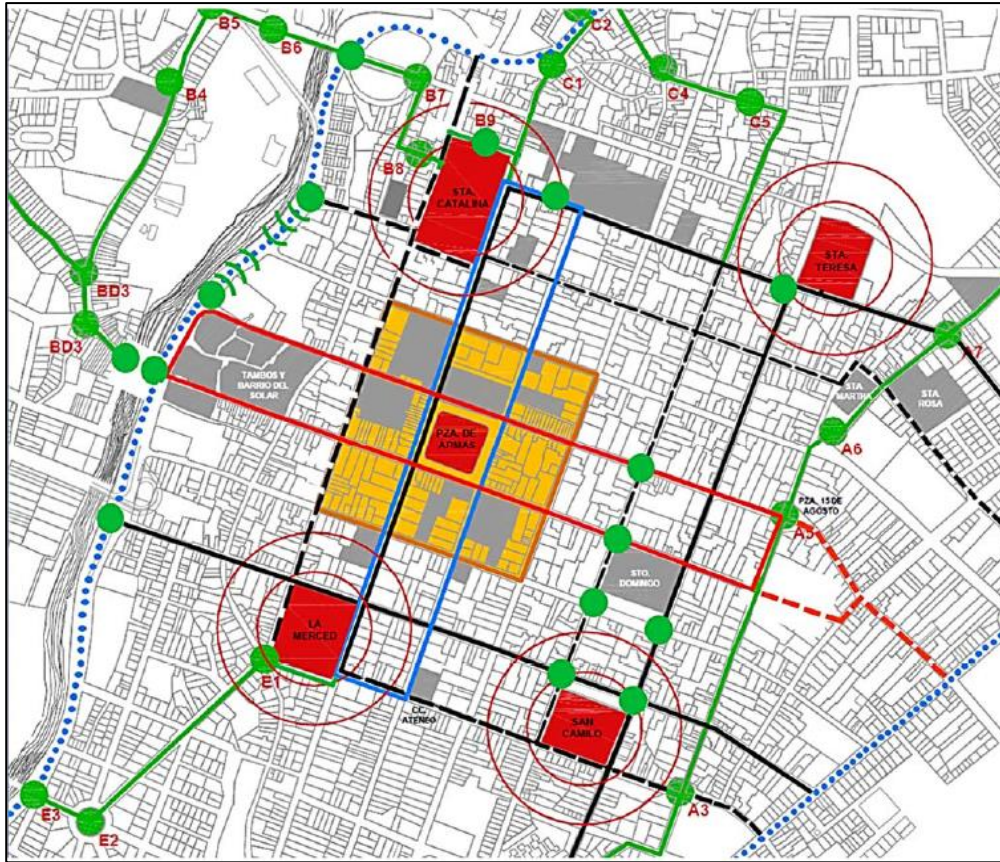 B5
C2
B6
C1
B7
C4
B4
C5
B9
B8
STA.
CATALINA
STA.
TERESA
BD3
BD3
A7
TAMBOS Y
BARRIO DEL
SOLAR
STA.
MARTHA
STA.
ROSA
PZA. DE
ARMAS
A6
PZA. 15 DE
AGOSTO
A5
STO.
DOMINGO
LA
MERCED
E1
CC.
ATENEO
SAN
CAMILO
A3
E3
E2